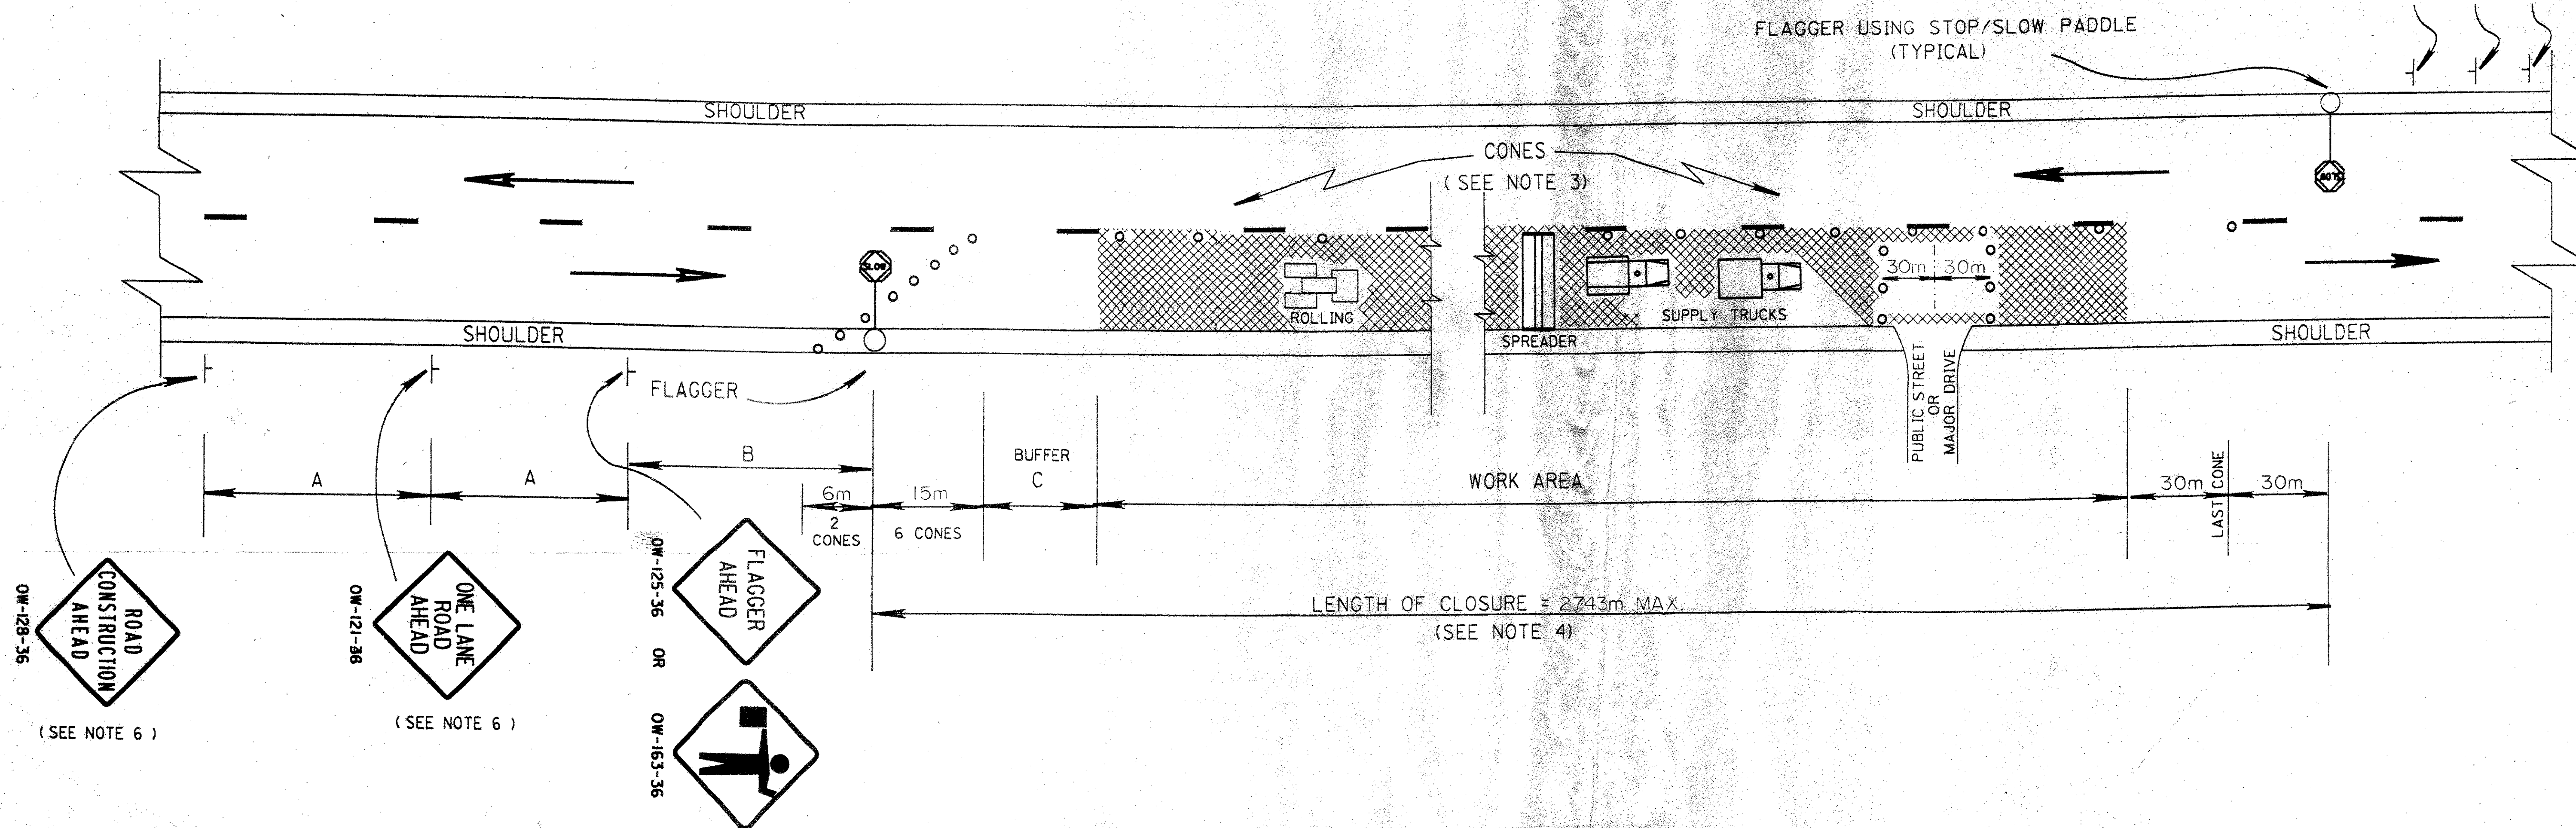 FLAGGER USING STOP/SLOW PADDLE
(TYPICAL)
SHOULDER
SHOULDER
CONES
(SEE NOTE 3)
SLOW
SLOW
30m
30m
ROLLING
SUPPLY TRUCKS
SPREADER
SHOULDER
SHOULDER
FLAGGER
PUBLIC STREET
OR
MAJOR DRIVE
A
A
B
BUFFER
C
WORK AREA
6m
2
CONES
15m
6 CONES
30m
LAST CONE
30m
LENGTH OF CLOSURE = 2743m MAX.
(SEE NOTE 4)
ROAD
CONSTRUCTION
AHEAD
OW-128-36
(SEE NOTE 6)
ONE LANE
ROAD
AHEAD
OW-121-36
(SEE NOTE 6)
FLAGGER
AHEAD
OW-125-36
OR
OW-163-36